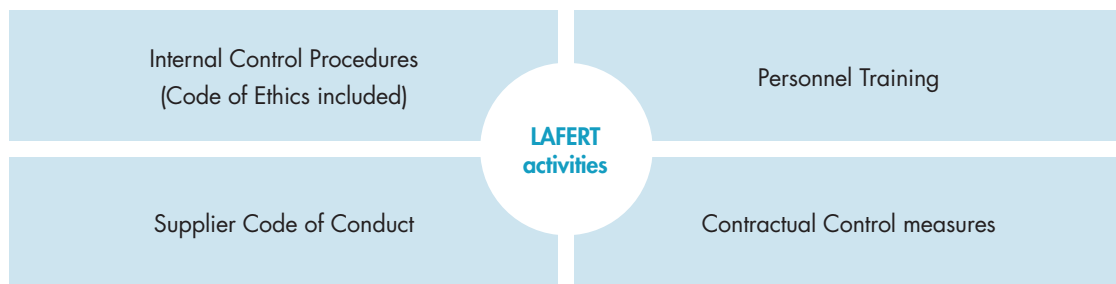 Internal Control Procedures
(Code of Ethics included)
Personnel Training
LAFERT
activities
Supplier Code of Conduct
Contractual Control measures